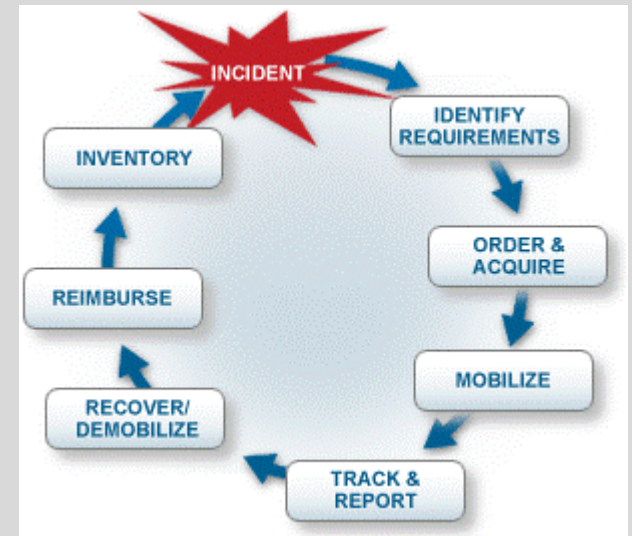 INCIDENT
IDENTIFY
REQUIREMENTS
ORDER &
ACQUIRE
MOBILIZE
TRACK &
REPORT
RECOVER/
DEMOBILIZE
REIMBURSE
INVENTORY